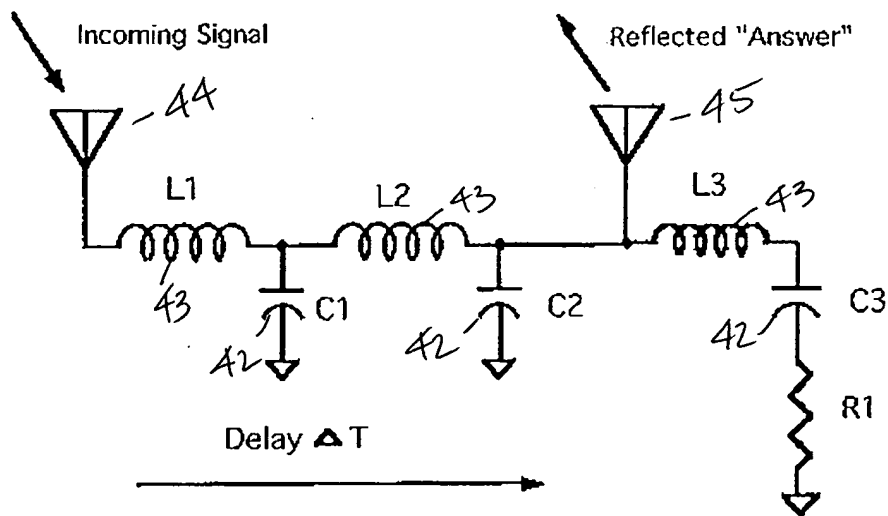 Incoming Signal
Reflected "Answer"
44
45
L1
L2
43
L3
43
43
C1
42
C2
42
C3
42
R1
Delay ΔT